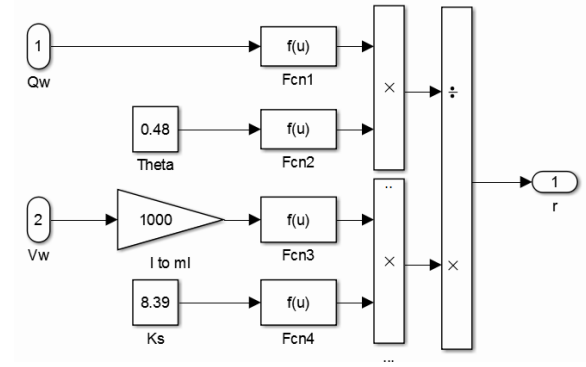 1
f(u)
×
Qw
Fcn1
÷
0.48
f(u)
Theta
Fcn2
1
r
..
2
1000
f(u)
×
×
Vw
l to ml
Fcn3
8.39
f(u)
Ks
Fcn4
...